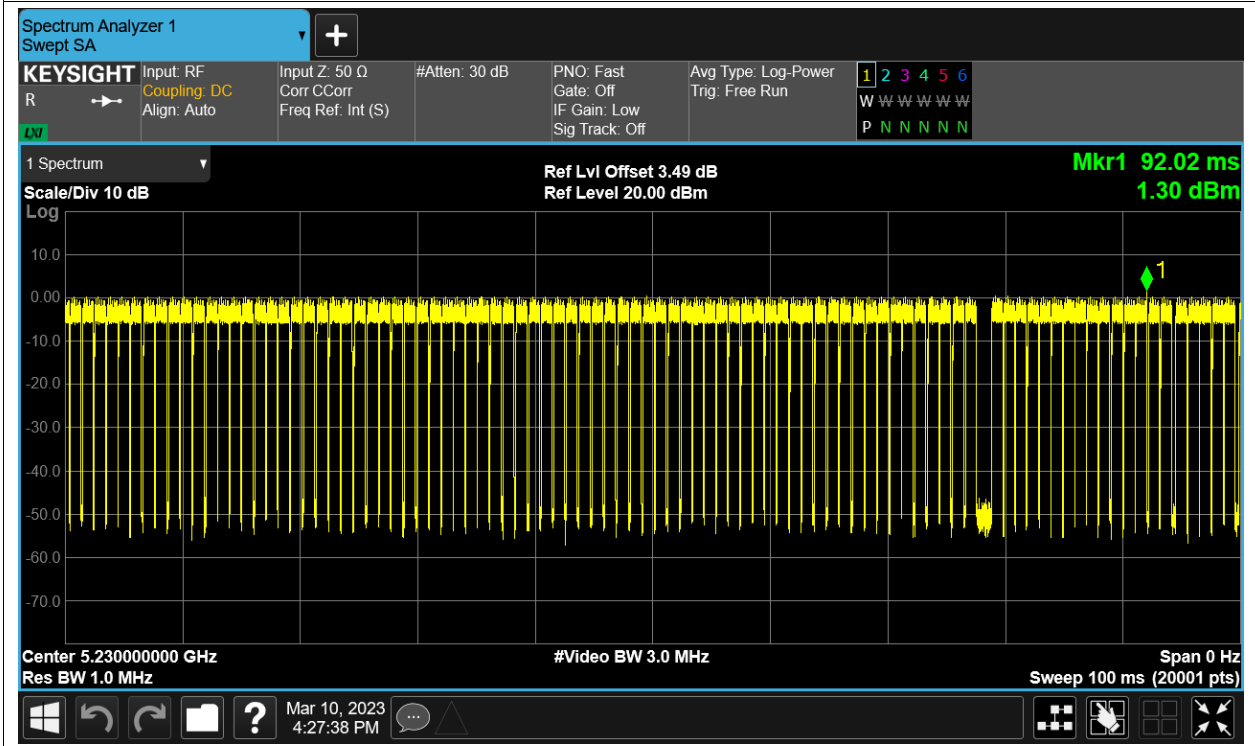 Spectrum Analyzer 1
Swept SA
+
KEYSIGHT
R
LXI
Input: RF
Coupling: DC
Align: Auto
Input Z: 50 Ω
Corr CCorr
Freq Ref: Int (S)
#Atten: 30 dB
PNO: Fast
Gate: Off
IF Gain: Low
Sig Track: Off
Avg Type: Log-Power
Trig: Free Run
1 2 3 4 5 6
W W W W W W
P N N N N N
1 Spectrum
Scale/Div 10 dB
Ref Lvl Offset 3.49 dB
Ref Level 20.00 dBm
Mkr1 92.02 ms
1.30 dBm
Log
10.0
0.00
-10.0
-20.0
-30.0
-40.0
-50.0
-60.0
-70.0
1
Center 5.230000000 GHz
Res BW 1.0 MHz
#Video BW 3.0 MHz
Span 0 Hz
Sweep 100 ms (20001 pts)
?
Mar 10, 2023
4:27:38 PM